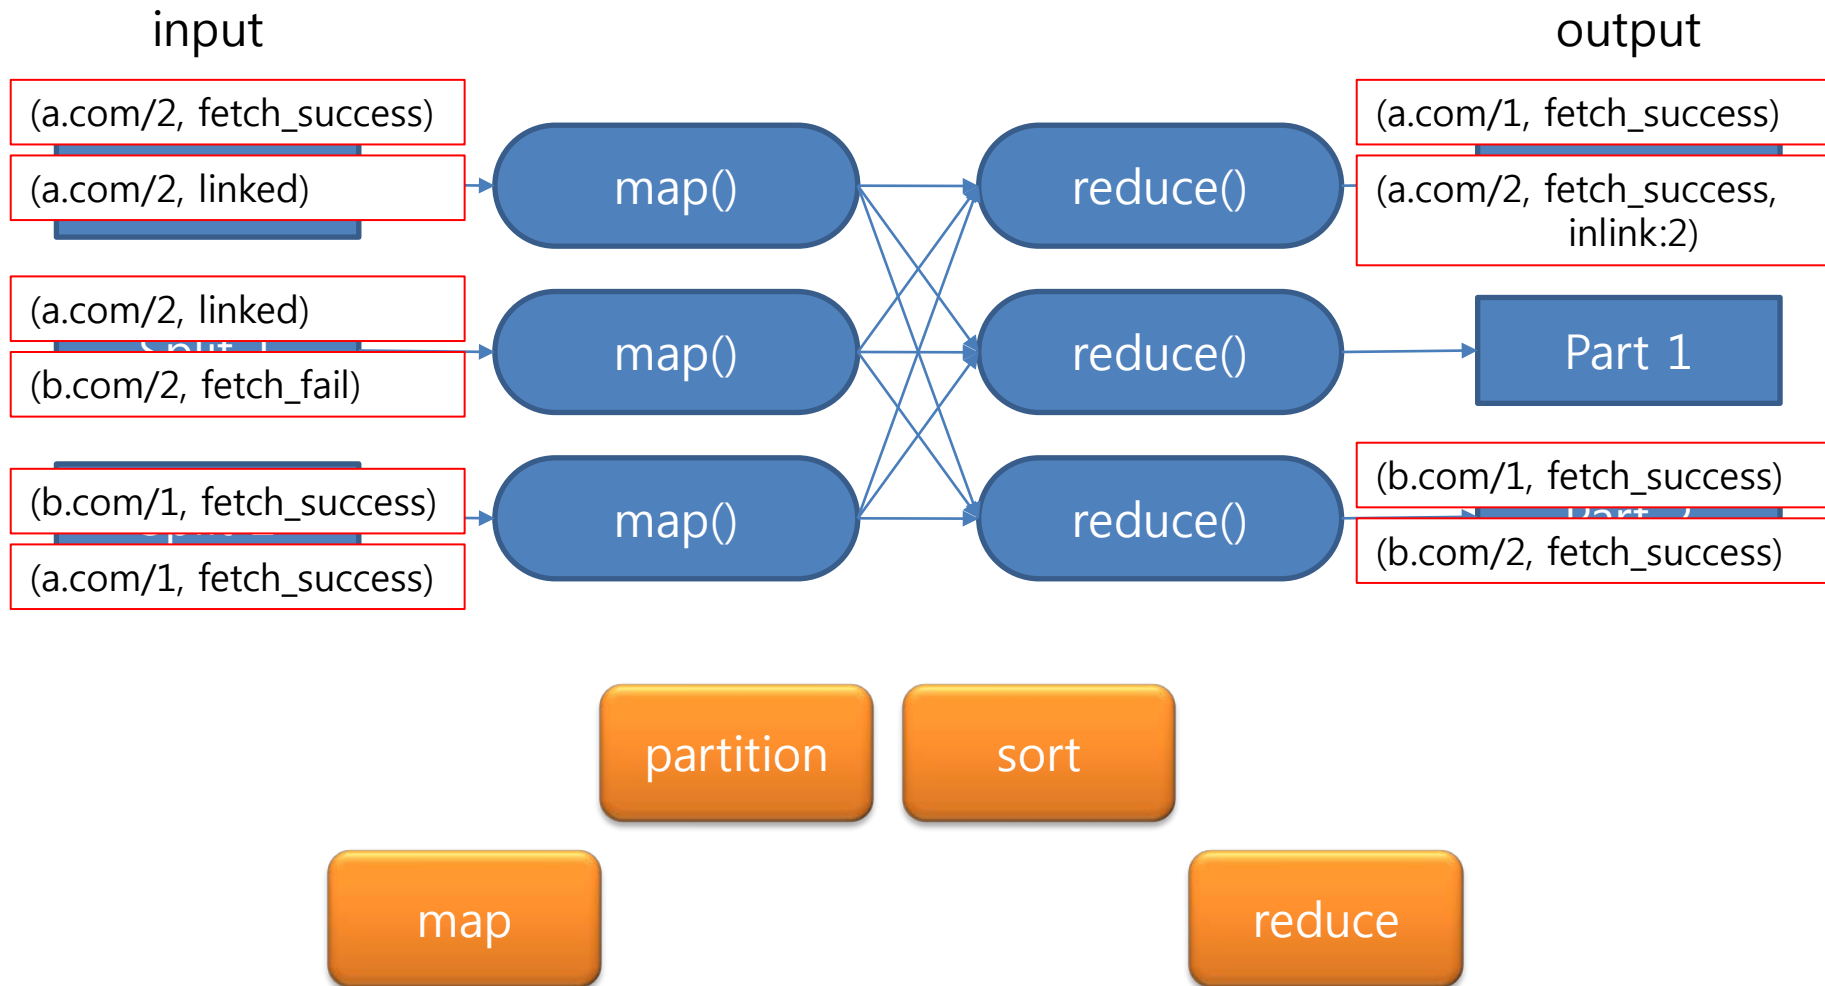 input
output
(a.com/2, fetch_success)
(a.com/2, linked)
map()
reduce()
(a.com/1, fetch_success)
(a.com/2, fetch_success,
inlink:2)
(a.com/2, linked)
(b.com/2, fetch_fail)
map()
reduce()
Part 1
(b.com/1, fetch_success)
(a.com/1, fetch_success)
map()
reduce()
(b.com/1, fetch_success)
(b.com/2, fetch_success)
partition
sort
map
reduce